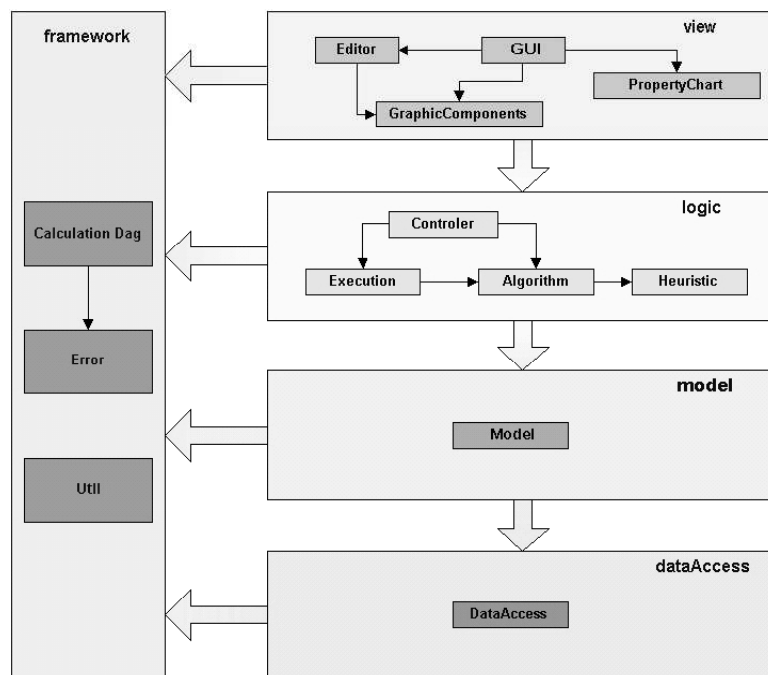 framework
view
Editor
GUI
PropertyChart
GraphicComponents
Calculation Dag
Error
Util
logic
Controler
Execution
Algorithm
Heuristic
model
Model
dataAccess
DataAccess